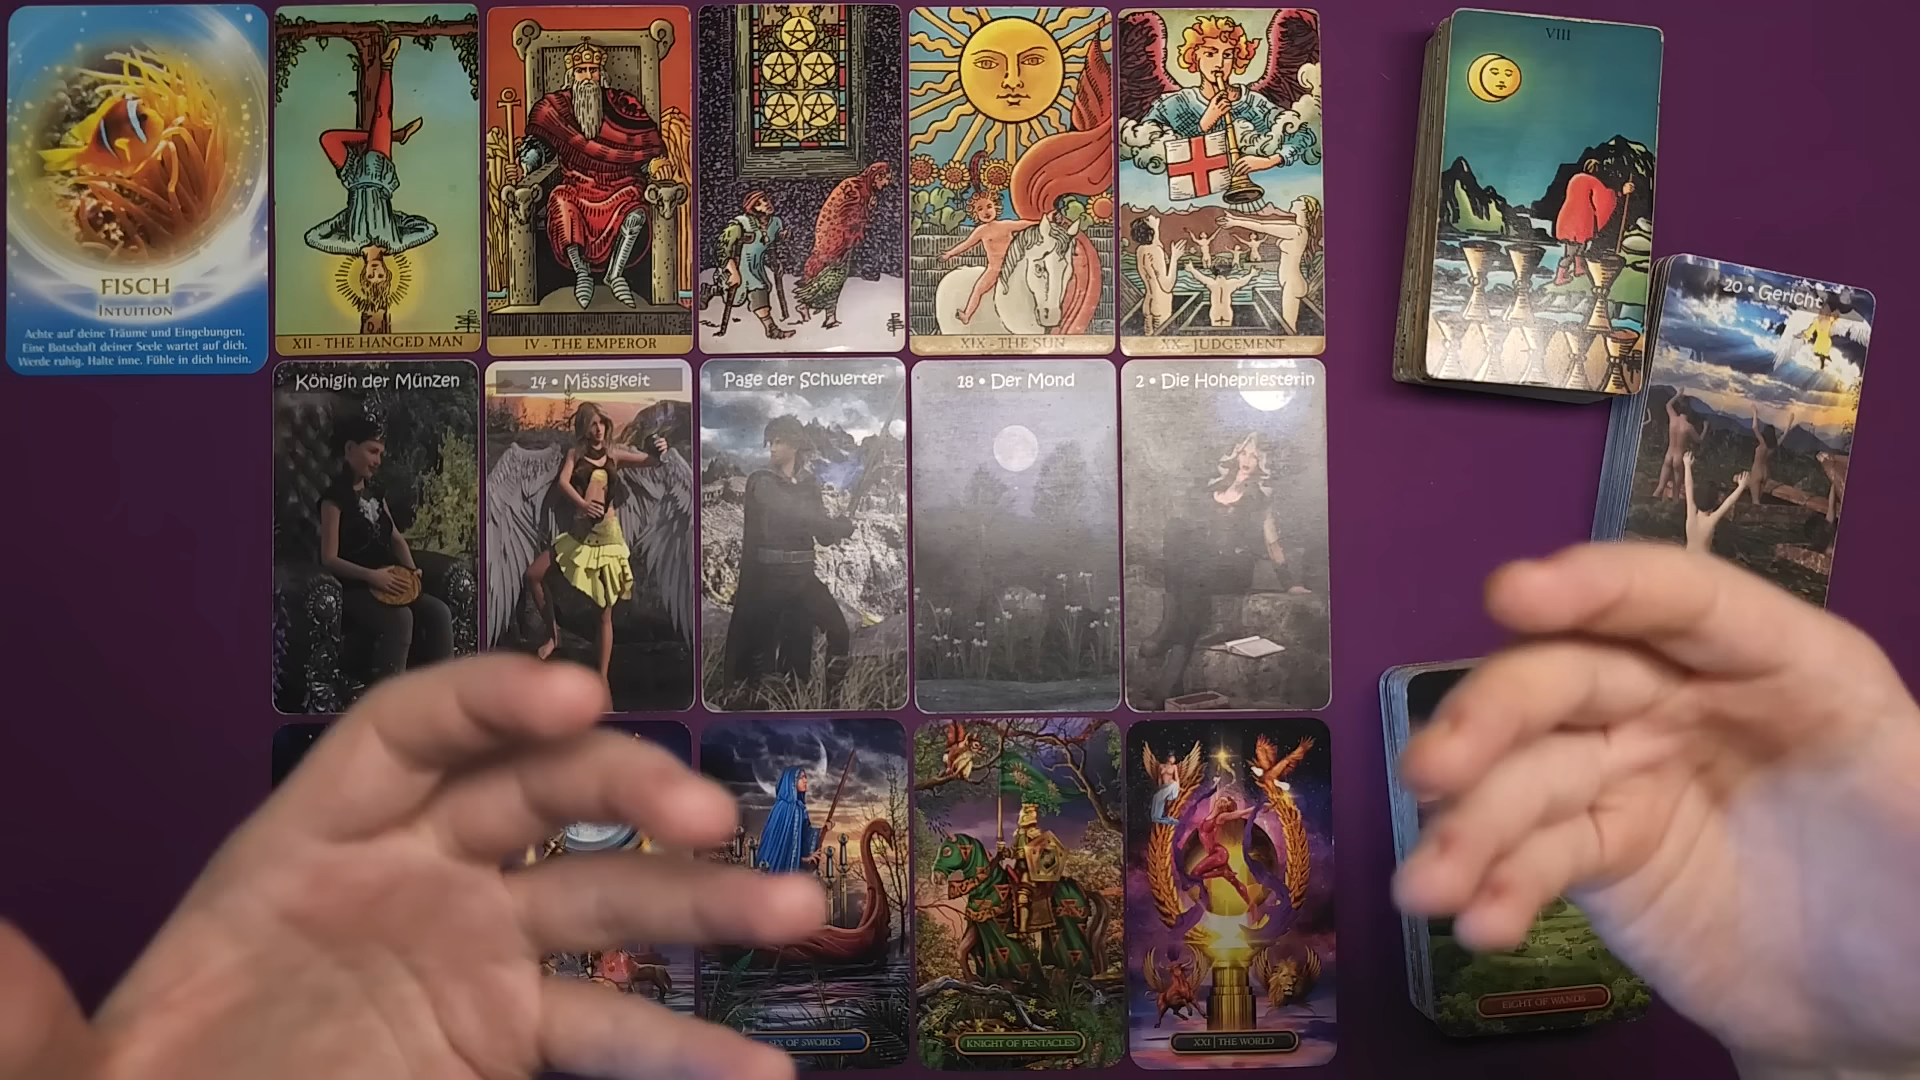 FISCH
INTUITION
Achte auf deine Träume und Eingebungen.
Eine Botschaft deiner Seele wartet auf dich.
Werde ruhig. Halte inne. Fühle in dich hinein.
XII - THE HANGED MAN
IV - THE EMPEROR
XIX - THE SUN
XX - JUDGEMENT
VIII
20 • Gericht
Königin der Münzen
14 • Mässigkeit
Page der Schwerter
18 • Der Mond
2 • Die Hohepriesterin
SIX OF SWORDS
KNIGHT OF PENTACLES
XXI | THE WORLD
EIGHT OF WANDS